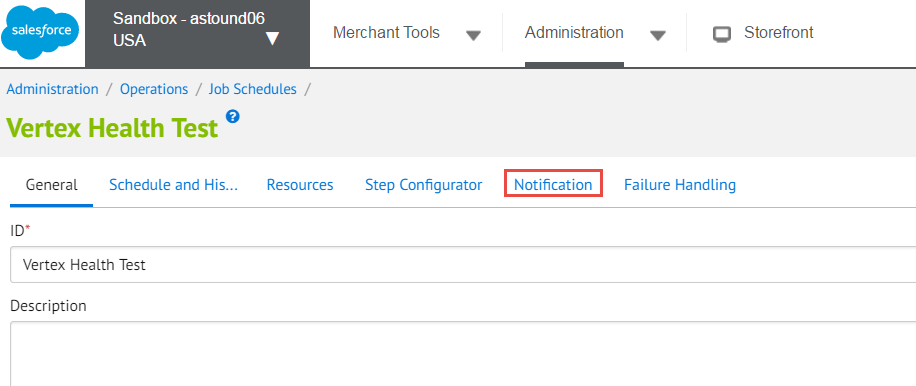 salesforce
Sandbox - astound06
USA
Merchant Tools
Administration
Storefront
Administration / Operations / Job Schedules /
Vertex Health Test ?
General Schedule and His... Resources Step Configurator Notification Failure Handling
ID*
Vertex Health Test
Description